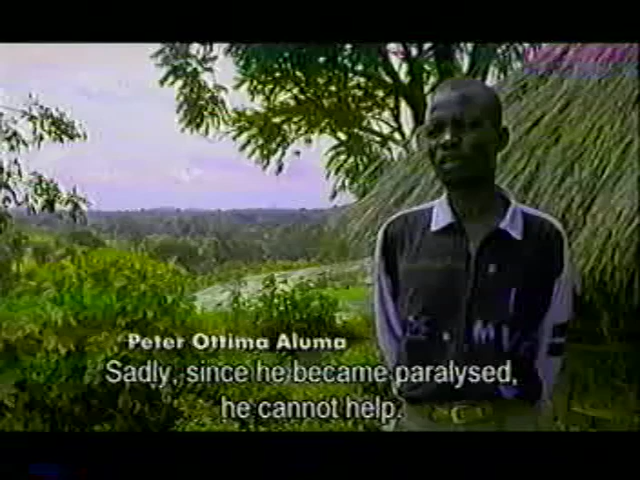 Peter Ottima Aluma
Sadly, since he became paralysed,
he cannot help.